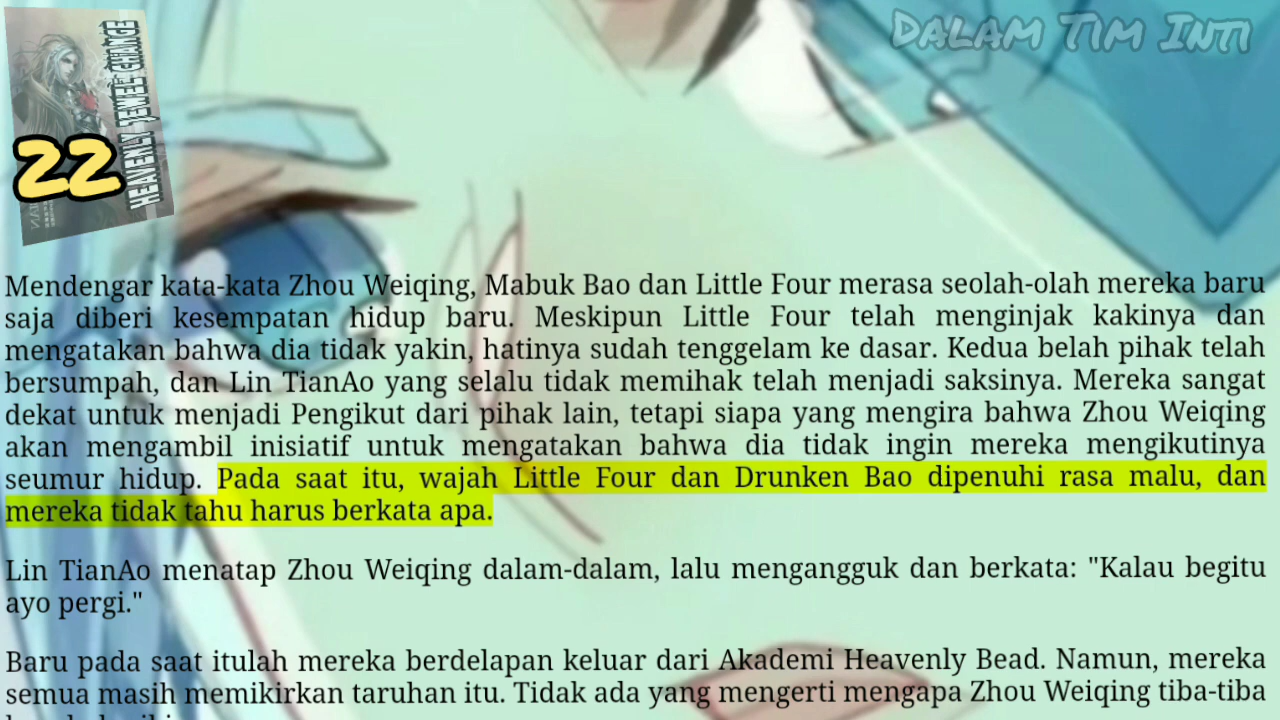 Dalam Tim Inti
HEAVENLY JEWEL CHANGE
22
Mendengar kata-kata Zhou Weiqing, Mabuk Bao dan Little Four merasa seolah-olah mereka baru
saja diberi kesempatan hidup baru. Meskipun Little Four telah menginjak kakinya dan
mengatakan bahwa dia tidak yakin, hatinya sudah tenggelam ke dasar. Kedua belah pihak telah
bersumpah, dan Lin TianAo yang selalu tidak memihak telah menjadi saksinya. Mereka sangat
dekat untuk menjadi Pengikut dari pihak lain, tetapi siapa yang mengira bahwa Zhou Weiqing
akan mengambil inisiatif untuk mengatakan bahwa dia tidak ingin mereka mengikutinya
seumur hidup. Pada saat itu, wajah Little Four dan Drunken Bao dipenuhi rasa malu, dan
mereka tidak tahu harus berkata apa.
Lin TianAo menatap Zhou Weiqing dalam-dalam, lalu mengangguk dan berkata: "Kalau begitu
ayo pergi."
Baru pada saat itulah mereka berdelapan keluar dari Akademi Heavenly Bead. Namun, mereka
semua masih memikirkan taruhan itu. Tidak ada yang mengerti mengapa Zhou Weiqing tiba-tiba